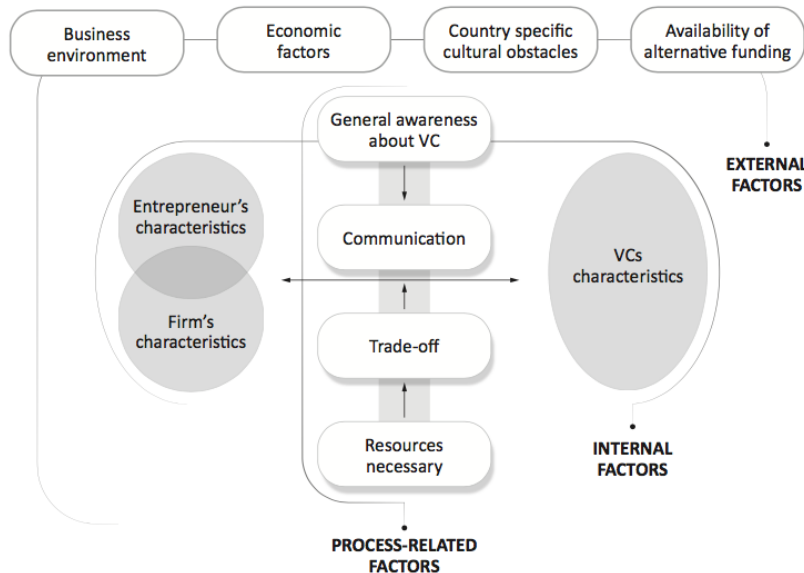 Business
environment
Economic
factors
Country specific
cultural obstacles
Availability of
alternative funding
General awareness
about VC
EXTERNAL
FACTORS
Entrepreneur's
characteristics
Communication
VCs
characteristics
Firm's
characteristics
Trade-off
Resources
necessary
INTERNAL
FACTORS
PROCESS-RELATED
FACTORS